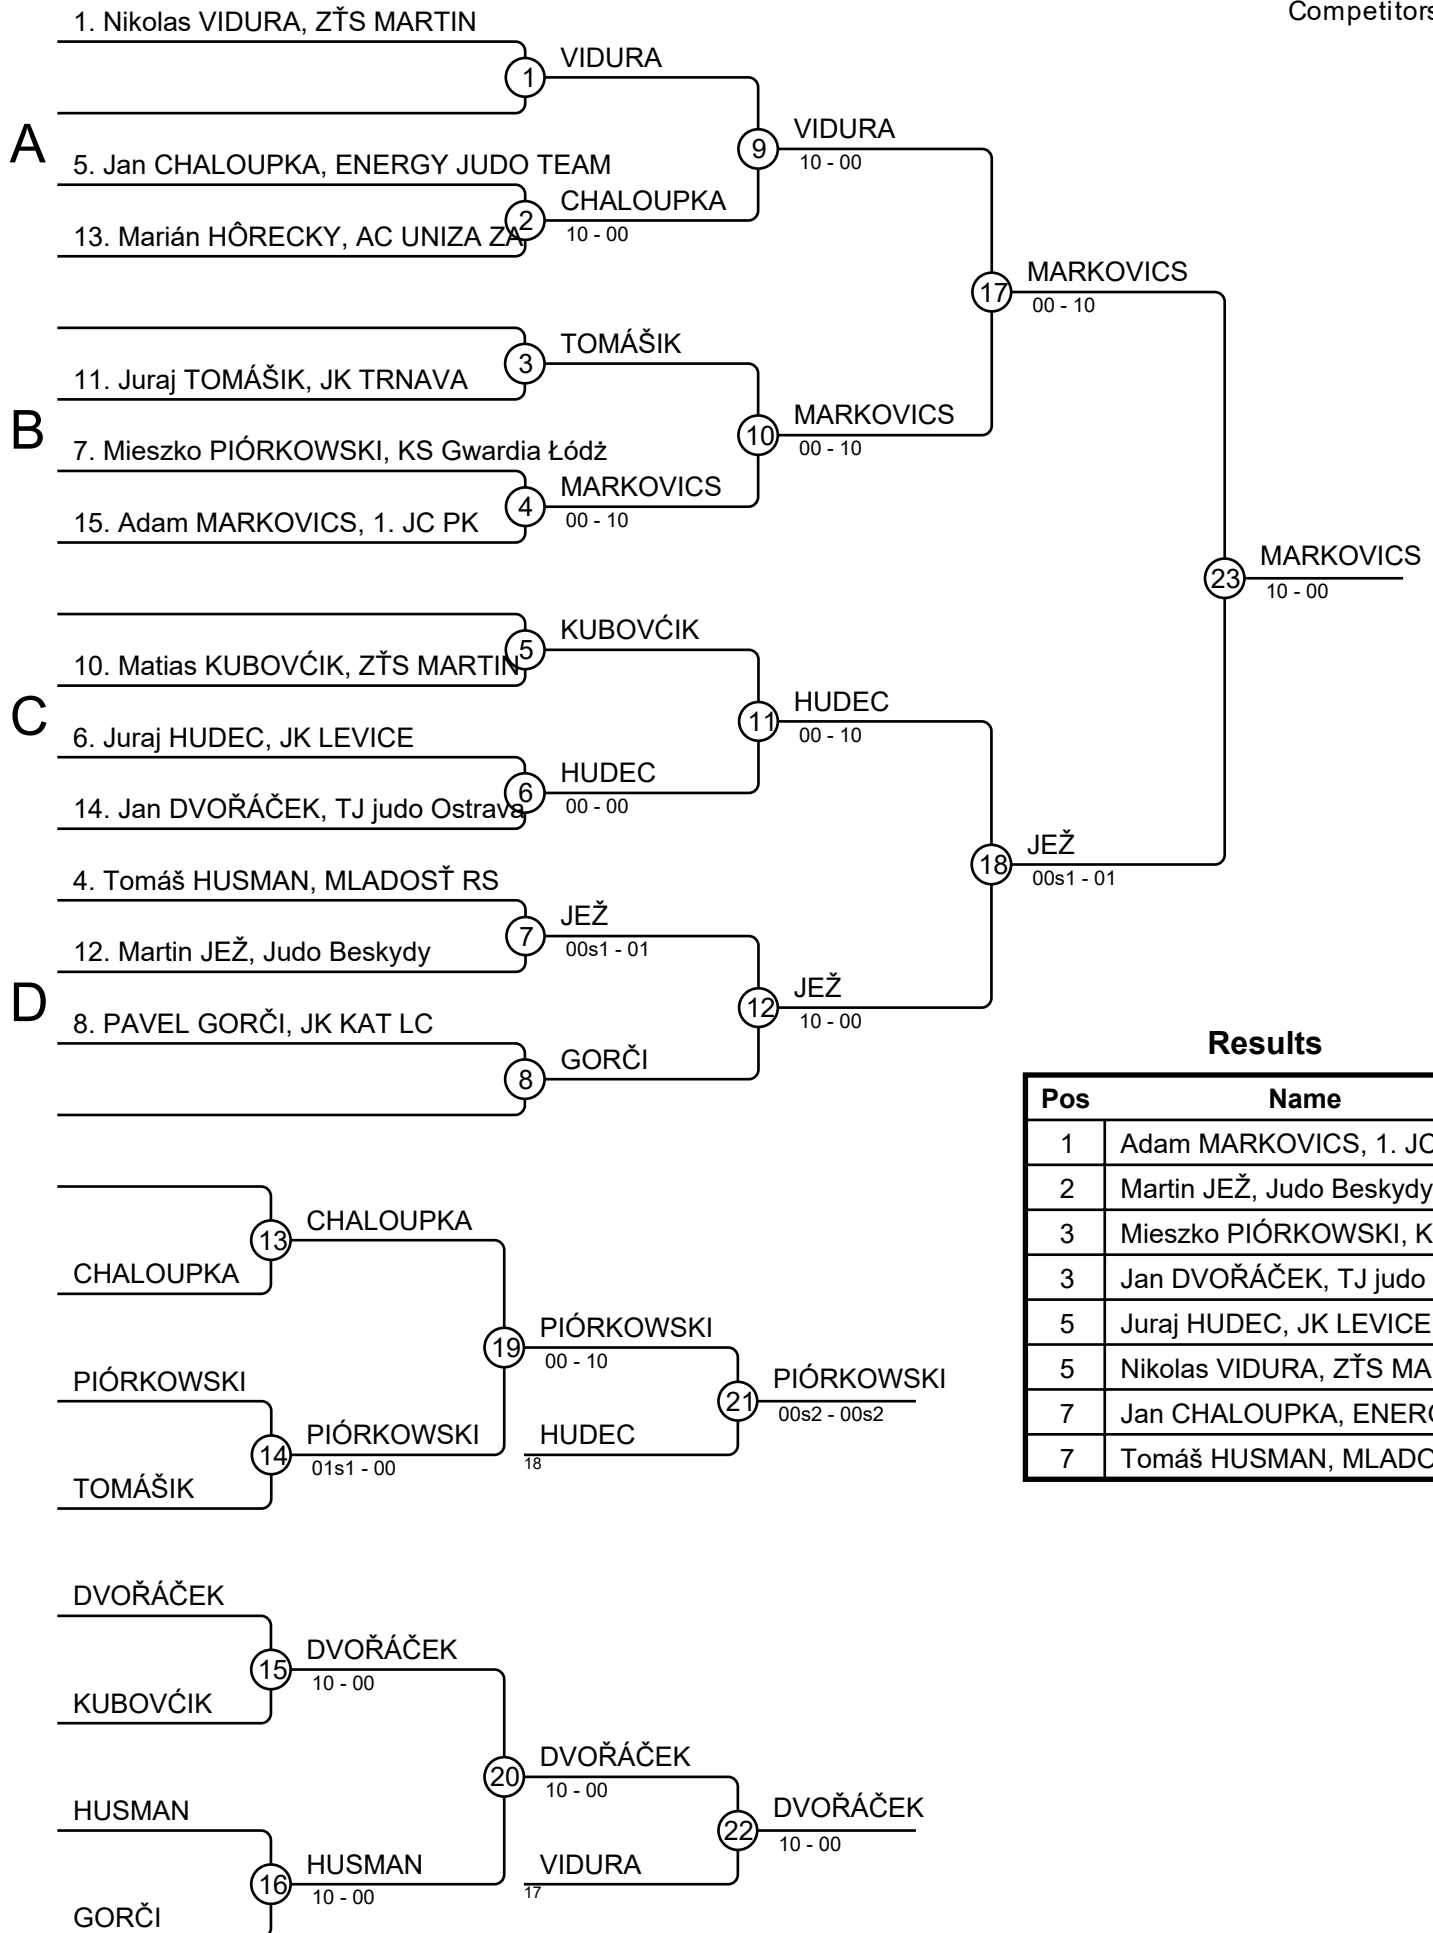 Competitors
1. Nikolas VIDURA, ZŤS MARTIN
1
VIDURA
A
5. Jan CHALOUPKA, ENERGY JUDO TEAM
9
VIDURA
10 - 00
13. Marián HÔRECKY, AC UNIZA ZA
2
CHALOUPKA
10 - 00
17
MARKOVICS
00 - 10
3
TOMÁŠIK
11. Juraj TOMÁŠIK, JK TRNAVA
B
10
MARKOVICS
00 - 10
7. Mieszko PIÓRKOWSKI, KS Gwardia Łódż
4
MARKOVICS
00 - 10
15. Adam MARKOVICS, 1. JC PK
23
MARKOVICS
10 - 00
5
KUBOVĆIK
10. Matias KUBOVĆIK, ZŤS MARTIN
C
11
HUDEC
00 - 10
6. Juraj HUDEC, JK LEVICE
6
HUDEC
00 - 00
14. Jan DVOŘÁČEK, TJ judo Ostrava
18
JEŽ
00s1 - 01
4. Tomáš HUSMAN, MLADOSŤ RS
7
JEŽ
00s1 - 01
12. Martin JEŽ, Judo Beskydy
D
12
JEŽ
10 - 00
8. PAVEL GORČI, JK KAT LC
8
GORČI
Results
Pos Name
1 Adam MARKOVICS, 1. JC
2 Martin JEŽ, Judo Beskydy
3 Mieszko PIÓRKOWSKI, K
3 Jan DVOŘÁČEK, TJ judo
5 Juraj HUDEC, JK LEVICE
5 Nikolas VIDURA, ZŤS MA
7 Jan CHALOUPKA, ENERG
7 Tomáš HUSMAN, MLADO
13
CHALOUPKA
CHALOUPKA
19
PIÓRKOWSKI
00 - 10
PIÓRKOWSKI
21
PIÓRKOWSKI
00s2 - 00s2
14
PIÓRKOWSKI
01s1 - 00
HUDEC
18
TOMÁŠIK
DVOŘÁČEK
15
DVOŘÁČEK
10 - 00
KUBOVĆIK
20
DVOŘÁČEK
10 - 00
HUSMAN
22
DVOŘÁČEK
10 - 00
16
HUSMAN
10 - 00
VIDURA
17
GORČI